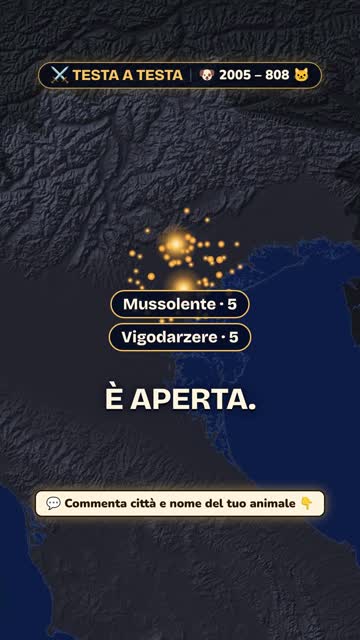 ⚔️ TESTA A TESTA | 🐶 2005 – 808 🐱
Mussolente · 5
Vigodarzere · 5
È APERTA.
💬 Commenta città e nome del tuo animale 👇